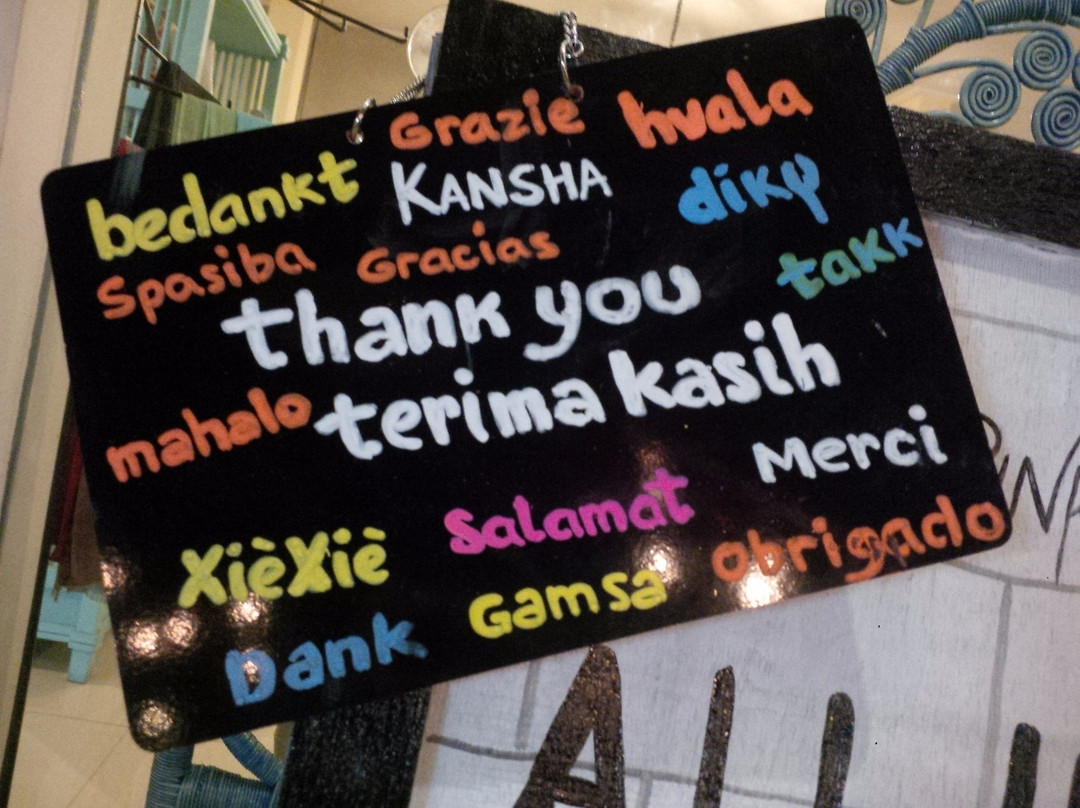 Grazie hvala
bedankt KANSHA diky
Spasiba Gracias takk
thank you
mahalo terima kasih
Merci
XièXiè Salamat obrigado
Dank Gamsa